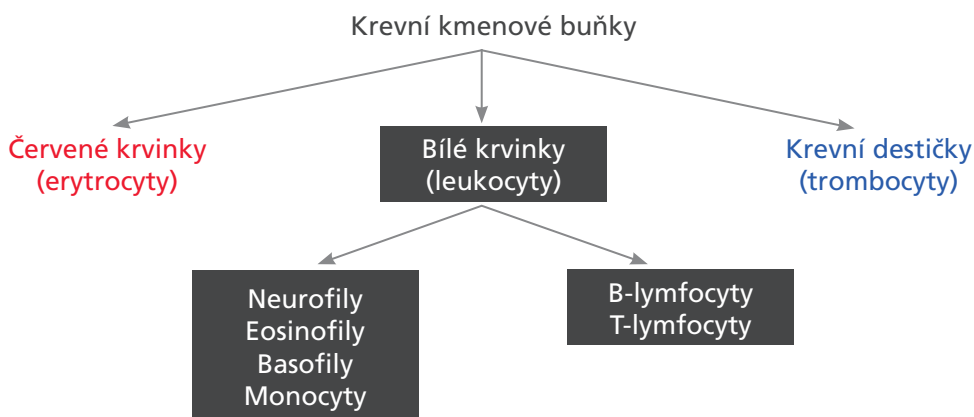 Krevní kmenové buňky
Červené krvinky
(erytrocyty)
Bílé krvinky
(leukocyty)
Krevní destičky
(trombocyty)
Neurofily
Eosinofily
Basofily
Monocyty
B-lymfocyty
T-lymfocyty